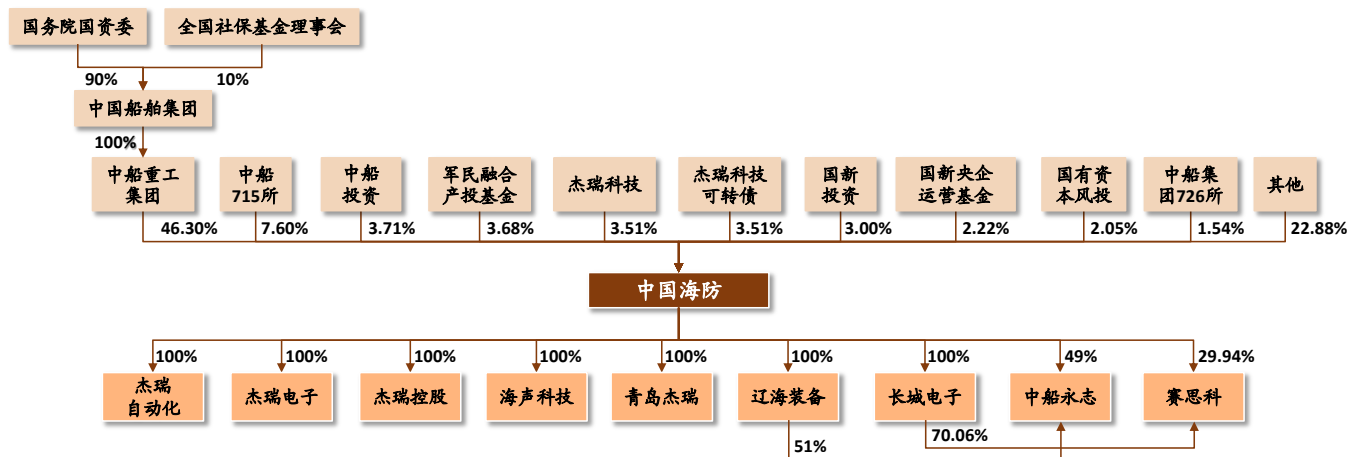 国务院国资委
全国社保基金理事会
90%
10%
中国船舶集团
100%
中船重工
集团
中船
715所
中船
投资
军民融合
产投基金
杰瑞科技
杰瑞科技
可转债
国新
投资
国新央企
运营基金
国有资
本风投
中船集
团726所
其他
46.30%
7.60%
3.71%
3.68%
3.51%
3.51%
3.00%
2.22%
2.05%
1.54%
22.88%
中国海防
100%
100%
100%
100%
100%
100%
100%
49%
29.94%
杰瑞
自动化
杰瑞电子
杰瑞控股
海声科技
青岛杰瑞
辽海装备
长城电子
中船永志
赛思科
51%
70.06%